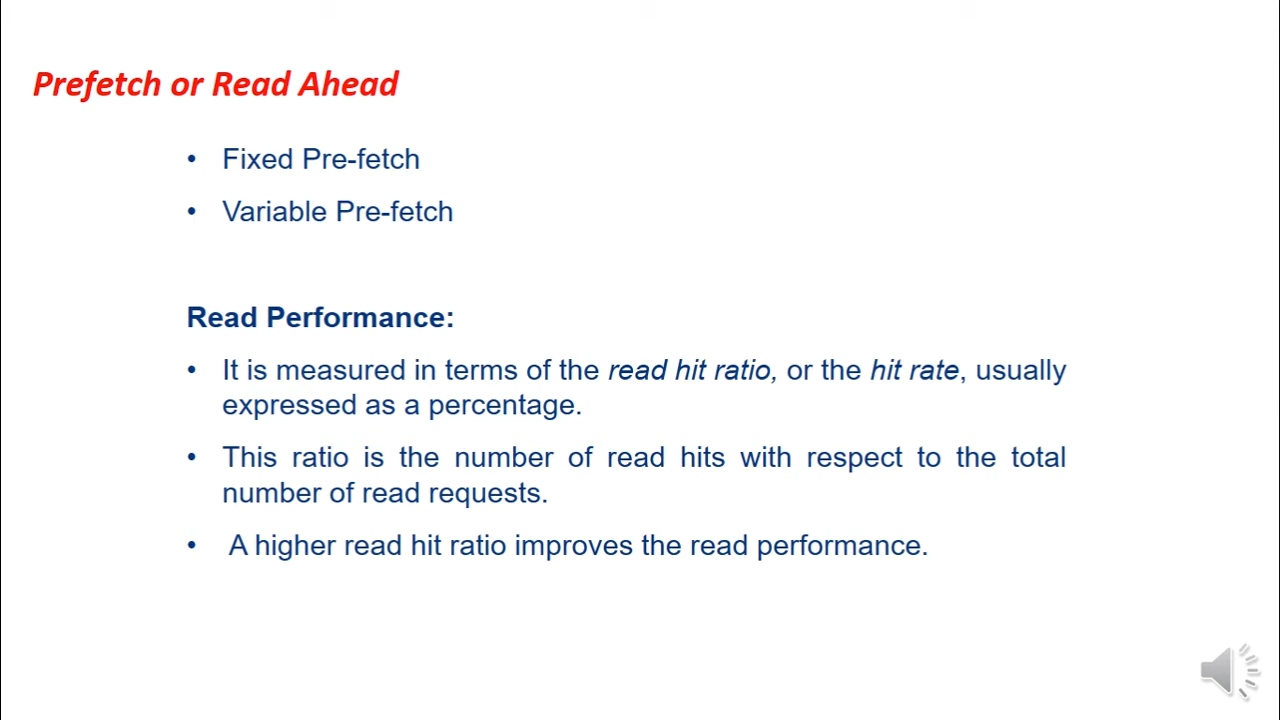 Prefetch or Read Ahead
• Fixed Pre-fetch
• Variable Pre-fetch
Read Performance:
• It is measured in terms of the read hit ratio, or the hit rate, usually
expressed as a percentage.
• This ratio is the number of read hits with respect to the total
number of read requests.
• A higher read hit ratio improves the read performance.